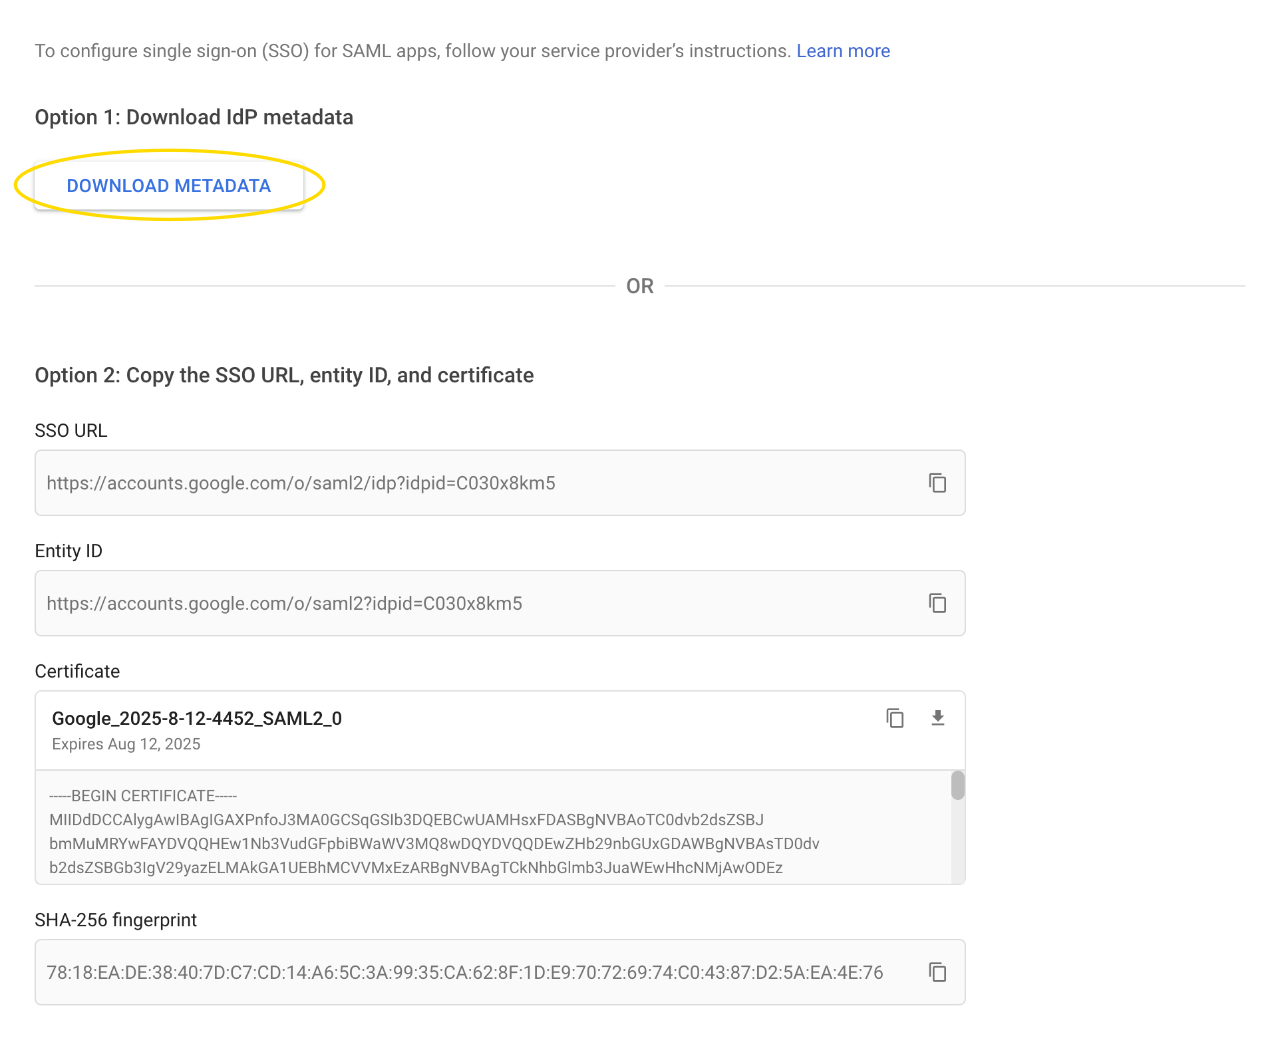 To configure single sign-on (SSO) for SAML apps, follow your service provider's instructions. Learn more
Option 1: Download IdP metadata
DOWNLOAD METADATA
OR
Option 2: Copy the SSO URL, entity ID, and certificate
SSO URL
https://accounts.google.com/o/saml2/idp?idpid=C030x8km5
Entity ID
https://accounts.google.com/o/saml2?idpid=C030x8km5
Certificate
Google_2025-8-12-4452_SAML2_0
Expires Aug 12, 2025
-----BEGIN CERTIFICATE-----
MIIDdDCCAlygAwIBAgIGAXPnfoJ3MA0GCSqGSIb3DQEBCwUAMHsxFDASBgNVBAoTC0dvb2dsZSBJ
bmMuMRYwFAYDVQQHEw1Nb3VudGFpbiBWaWV3MQ8wDQYDVQQDEwZHb29nbGUxGDAWBgNVBAsTD0dv
b2dsZSBGb3IgV29yazELMAkGA1UEBhMCVVMxEzARBgNVBAgTCkNhbGlmb3JuaWEwHhcNMjAwODEz
SHA-256 fingerprint
78:18:EA:DE:38:40:7D:C7:CD:14:A6:5C:3A:99:35:CA:62:8F:1D:E9:70:72:69:74:C0:43:87:D2:5A:EA:4E:76